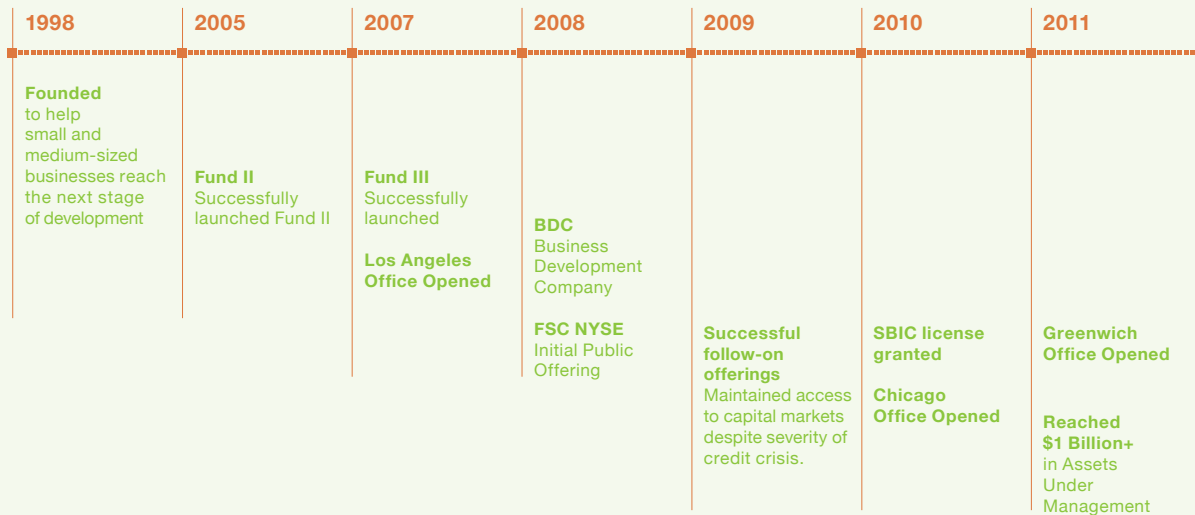 1998
Founded
to help
small and
medium-sized
businesses reach
the next stage
of development
2005
Fund II
Successfully
launched Fund II
2007
Fund III
Successfully
launched
Los Angeles
Office Opened
2008
BDC
Business
Development
Company
FSC NYSE
Initial Public
Offering
2009
Successful
follow-on
offerings
Maintained access
to capital markets
despite severity of
credit crisis.
2010
SBIC license
granted
Chicago
Office Opened
2011
Greenwich
Office Opened
Reached
$1 Billion+
in Assets
Under
Management